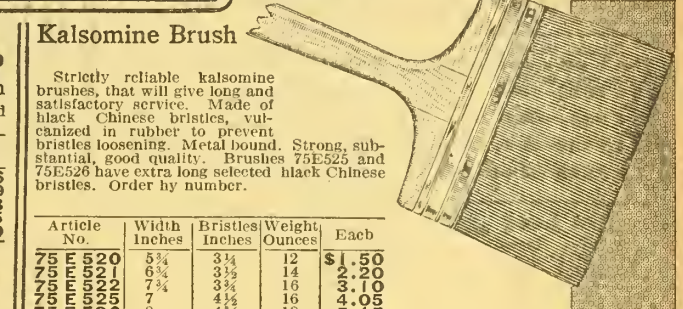 Kalsomine Brush
Strictly reliable kalsomine
brushes, that will give long and
satisfactory service. Made of
black Chinese bristles, vul-
canized in rubber to prevent
bristles loosening. Metal bound. Strong, sub-
stantial, good quality. Brushes 75E525 and
75E526 have extra long selected black Chinese
bristles. Order by number.
Article No. Width Inches Bristles Inches Weight Ounces Each
75 E 520 5¾ 3¼ 12 $1.50
75 E 521 6¾ 3½ 14 2.20
75 E 522 7¾ 3¾ 16 3.10
75 E 525 7 4½ 16 4.05